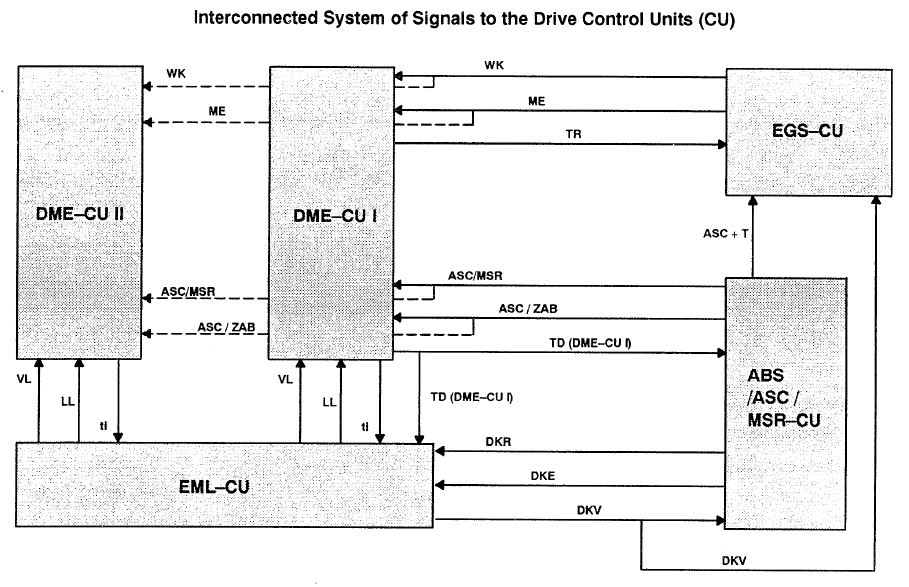 Interconnected System of Signals to the Drive Control Units (CU)
WK
WK
ME
ME
TR
EGS–CU
DME–CU II
DME–CU I
ASC + T
ASC/MSR
ASC/MSR
ASC / ZAB
ASC / ZAB
TD (DME–CU I)
ABS
/ASC /
MSR–CU
VL
LL
ti
VL
LL
ti
TD (DME–CU I)
DKR
DKE
EML–CU
DKV
DKV